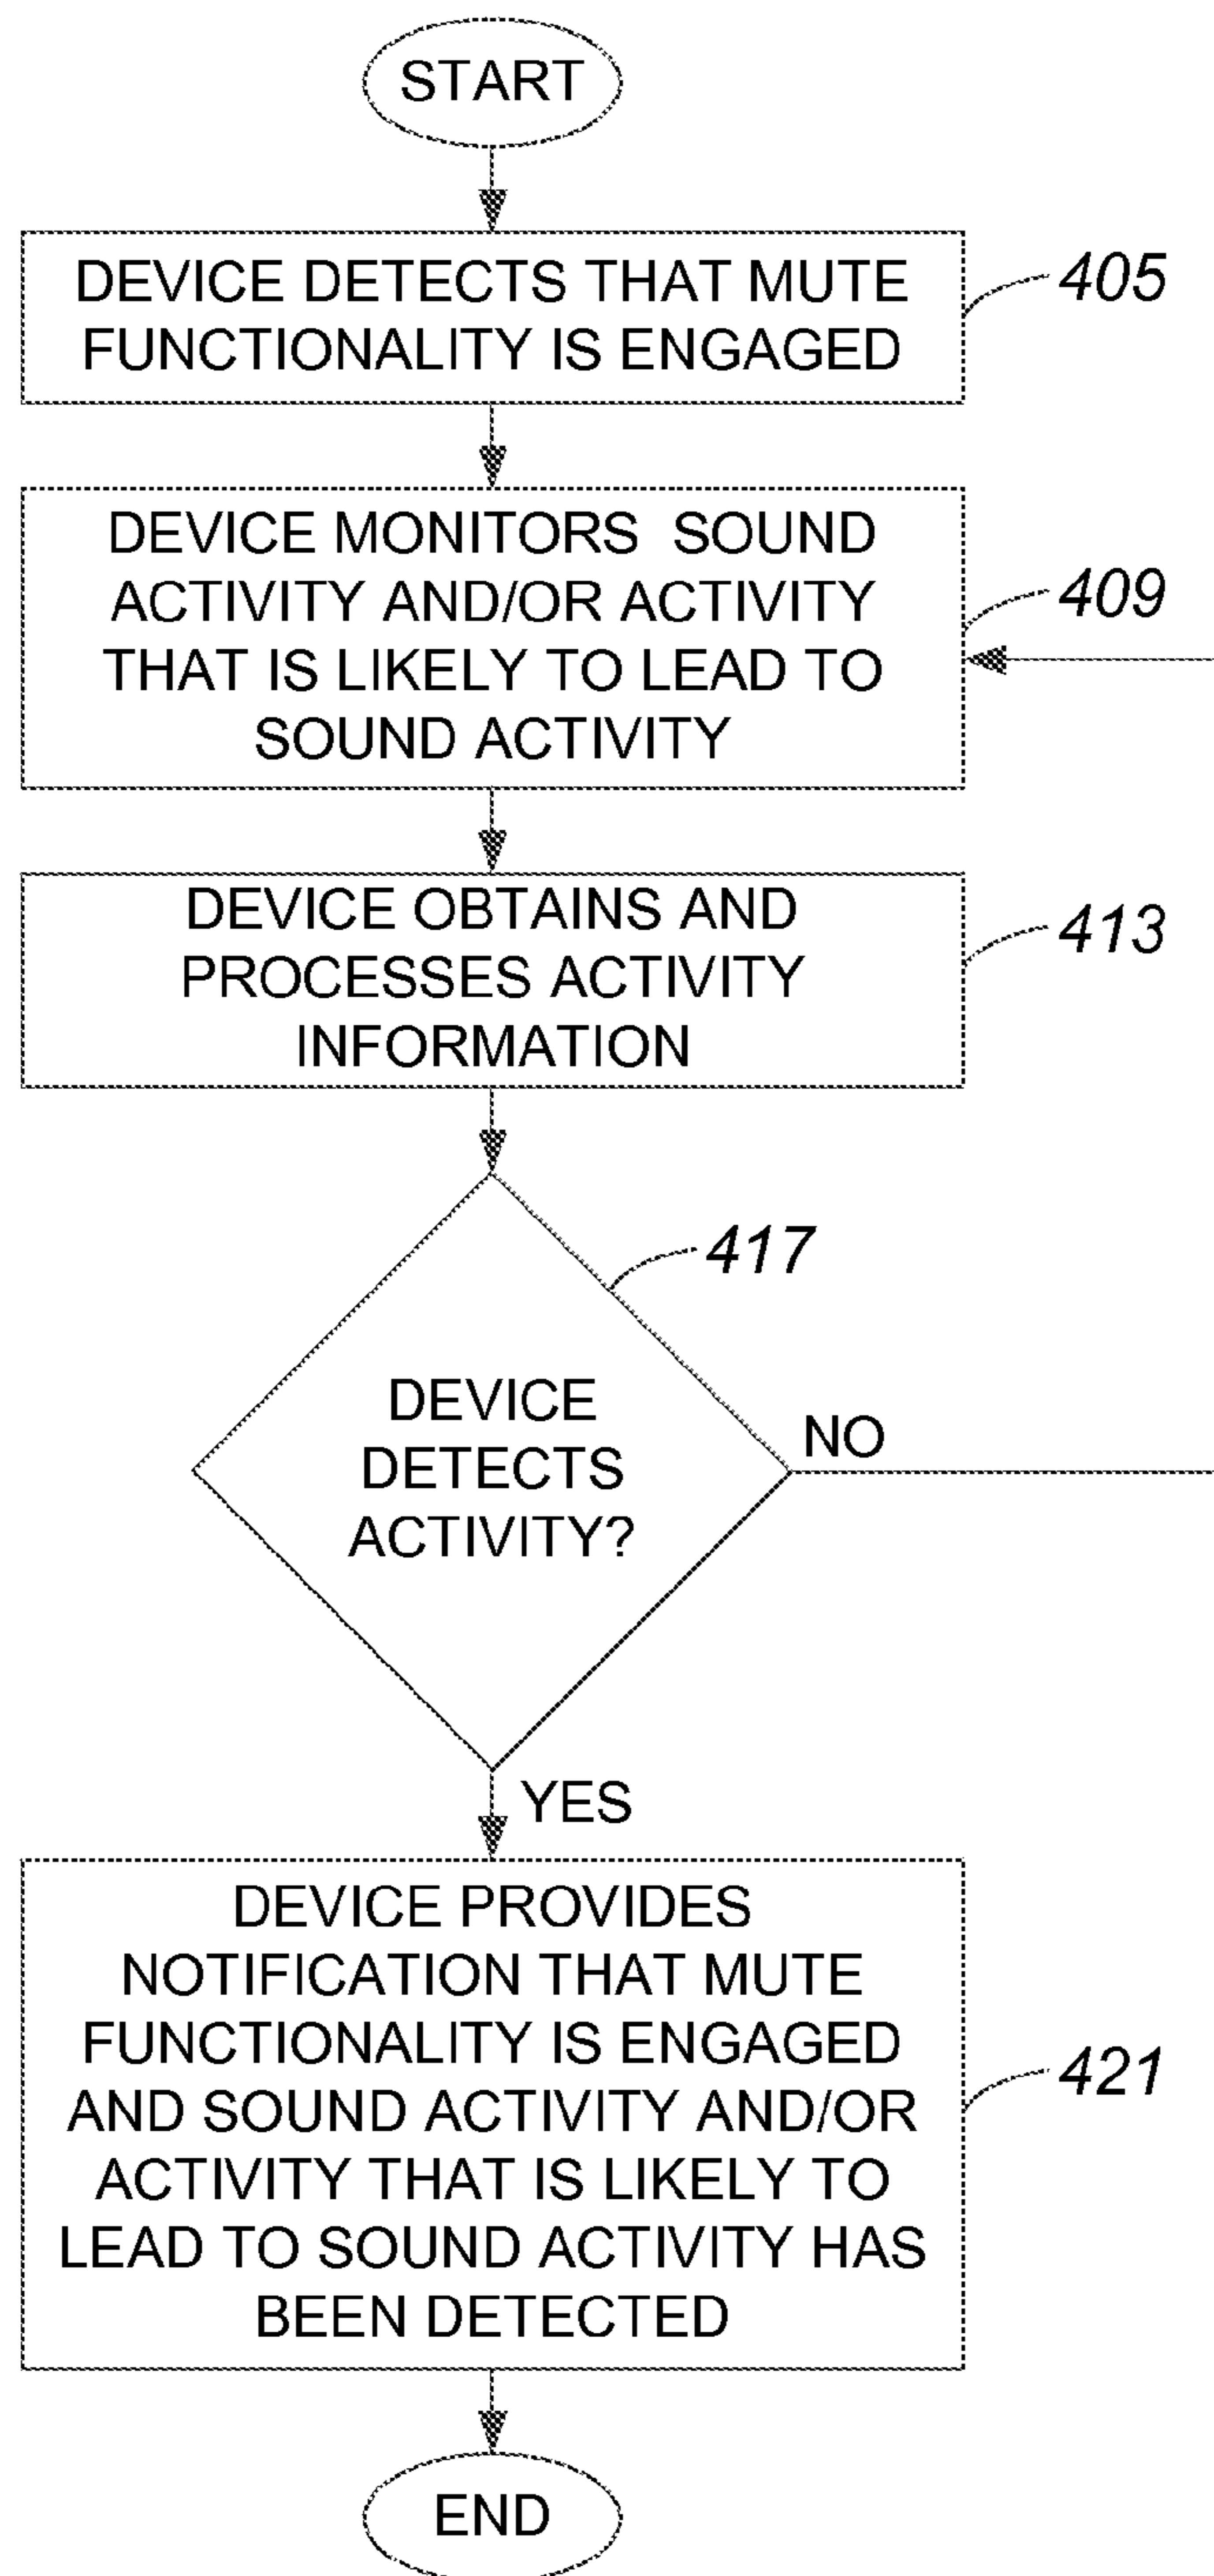 START
DEVICE DETECTS THAT MUTE
FUNCTIONALITY IS ENGAGED
405
DEVICE MONITORS SOUND
ACTIVITY AND/OR ACTIVITY
THAT IS LIKELY TO LEAD TO
SOUND ACTIVITY
409
DEVICE OBTAINS AND
PROCESSES ACTIVITY
INFORMATION
413
417
DEVICE
DETECTS
ACTIVITY?
NO
YES
DEVICE PROVIDES
NOTIFICATION THAT MUTE
FUNCTIONALITY IS ENGAGED
AND SOUND ACTIVITY AND/OR
ACTIVITY THAT IS LIKELY TO
LEAD TO SOUND ACTIVITY HAS
BEEN DETECTED
421
END